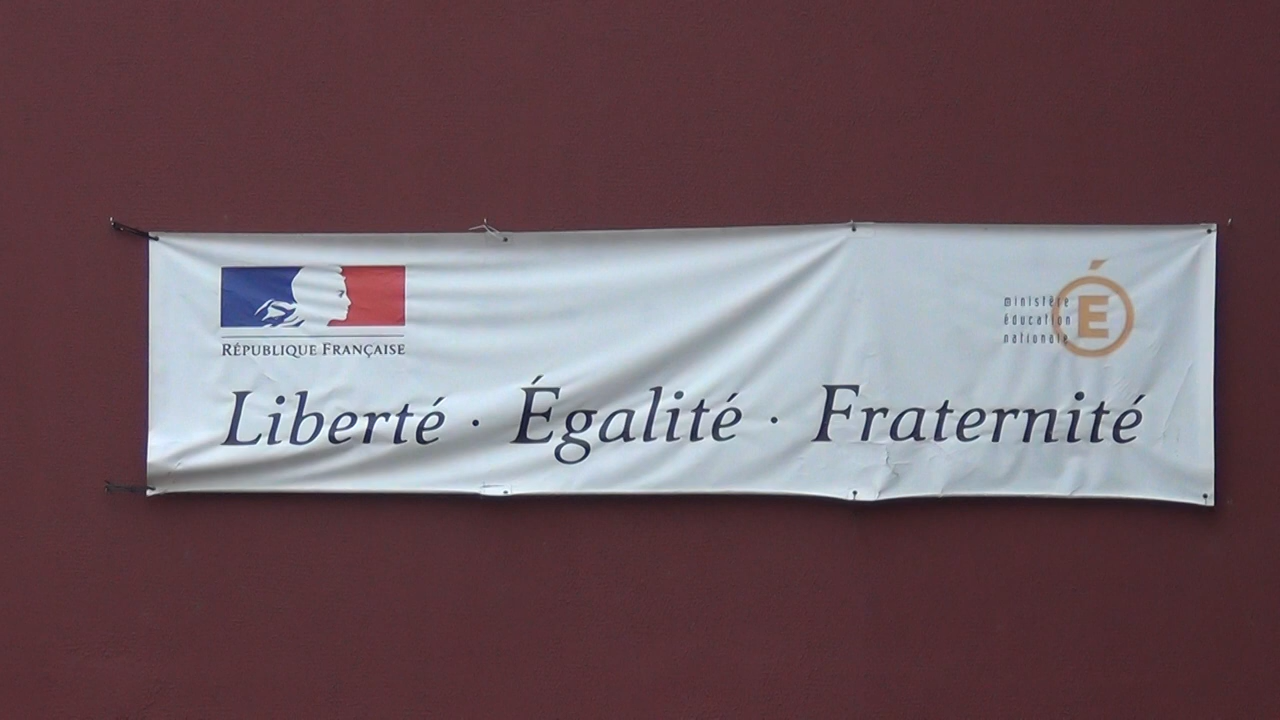 RÉPUBLIQUE FRANÇAISE
ministère
éducation
nationale
É
Liberté · Égalité · Fraternité